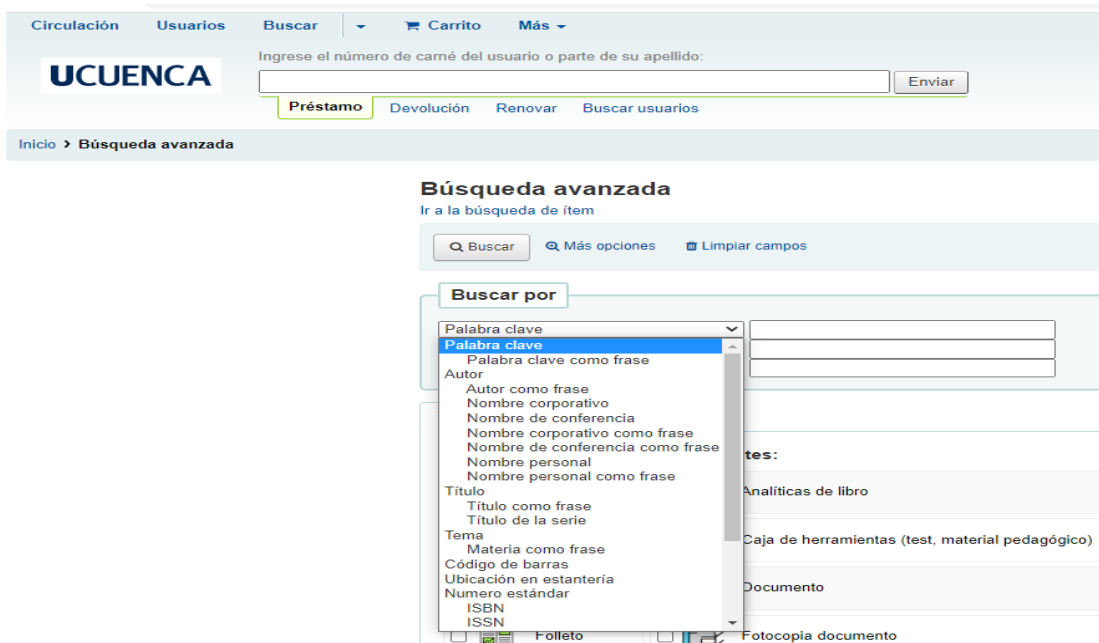 Circulación Usuarios Buscar Carrito Más
UCUENCA
Ingrese el número de carné del usuario o parte de su apellido:
Enviar
Préstamo Devolución Renovar Buscar usuarios
Inicio > Búsqueda avanzada
Búsqueda avanzada
Ir a la búsqueda de ítem
Buscar Más opciones Limpiar campos
Buscar por
Palabra clave
Palabra clave
Palabra clave como frase
Autor
Autor como frase
Nombre corporativo
Nombre de conferencia
Nombre corporativo como frase
Nombre de conferencia como frase
Nombre personal
Nombre personal como frase
Título
Título como frase
Título de la serie
Tema
Materia como frase
Código de barras
Ubicación en estantería
Numero estándar
ISBN
ISSN
tes:
Analíticas de libro
Caja de herramientas (test, material pedagógico)
Documento
Folleto Fotocopia documento